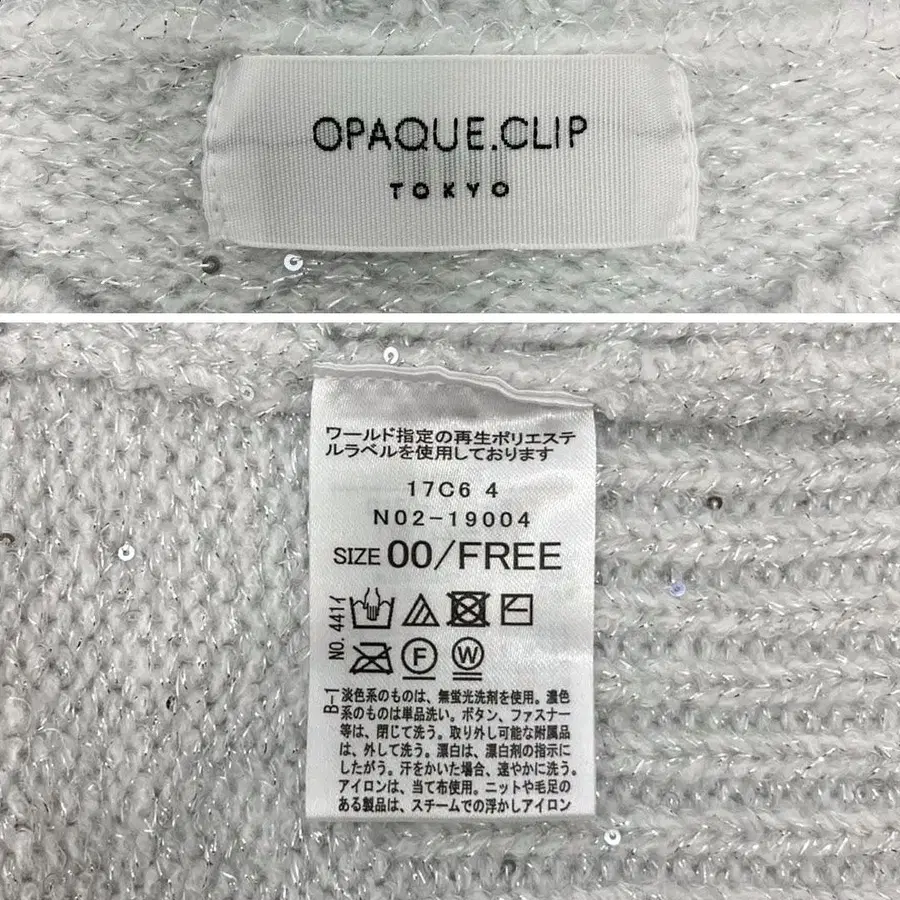 OPAQUE.CLIP
TOKYO
ワールド指定の再生ポリエステ
ルラベルを使用しております
17C6 4
N02-19004
SIZE 00/FREE
NO. 441イ
F W
B-1
淡色系のものは、無蛍光洗剤を使用。濃色
系のものは単品洗い。ボタン、ファスナー
等は、閉じて洗う。取り外し可能な附属品
は、外して洗う。漂白は、漂白剤の指示に
したがう。汗をかいた場合、速やかに洗う。
アイロンは、当て布使用。ニットや毛足の
ある製品は、スチームでの浮かしアイロン